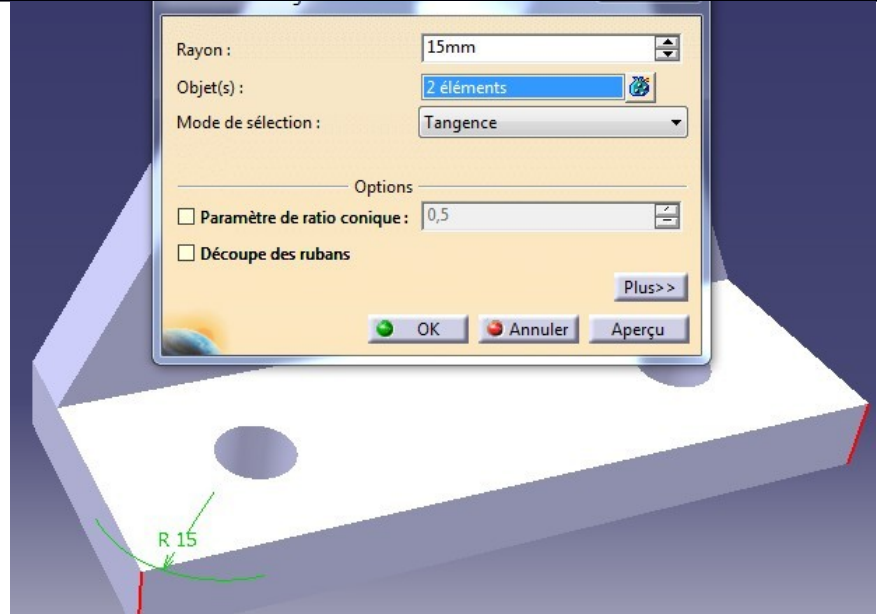 Rayon :
15mm
Objet(s) :
2 éléments
Mode de sélection :
Tangence
Options
Paramètre de ratio conique :
0,5
Découpe des rubans
Plus>>
OK
Annuler
Aperçu
R 15